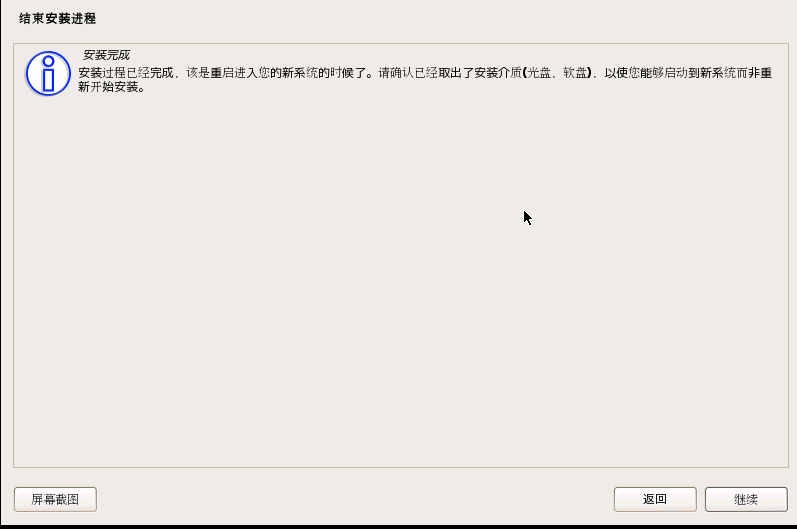 结束安装进程
安装完成
安装过程已经完成，该是重启进入您的新系统的时候了。请确认已经取出了安装介质(光盘，软盘)，以使您能够启动到新系统而非重
新开始安装。
屏幕截图
返回
继续